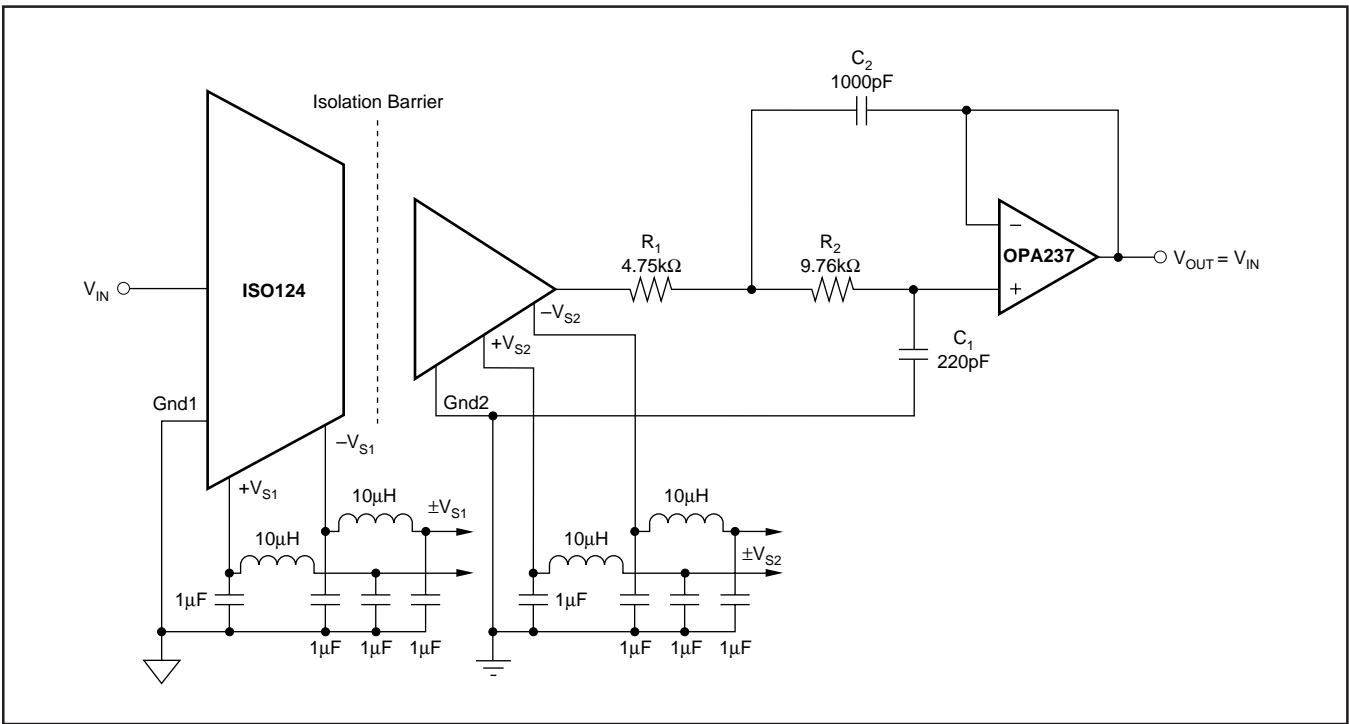 C2
1000pF
Isolation Barrier
R1
4.75kΩ
R2
9.76kΩ
−
OPA237
+
VOUT = VIN
VIN
ISO124
−VS2
+VS2
C1
220pF
Gnd1
Gnd2
−VS1
+VS1
10µH
±VS1
10µH
10µH
10µH
±VS2
1µF
1µF
1µF
1µF
1µF
1µF
1µF
1µF